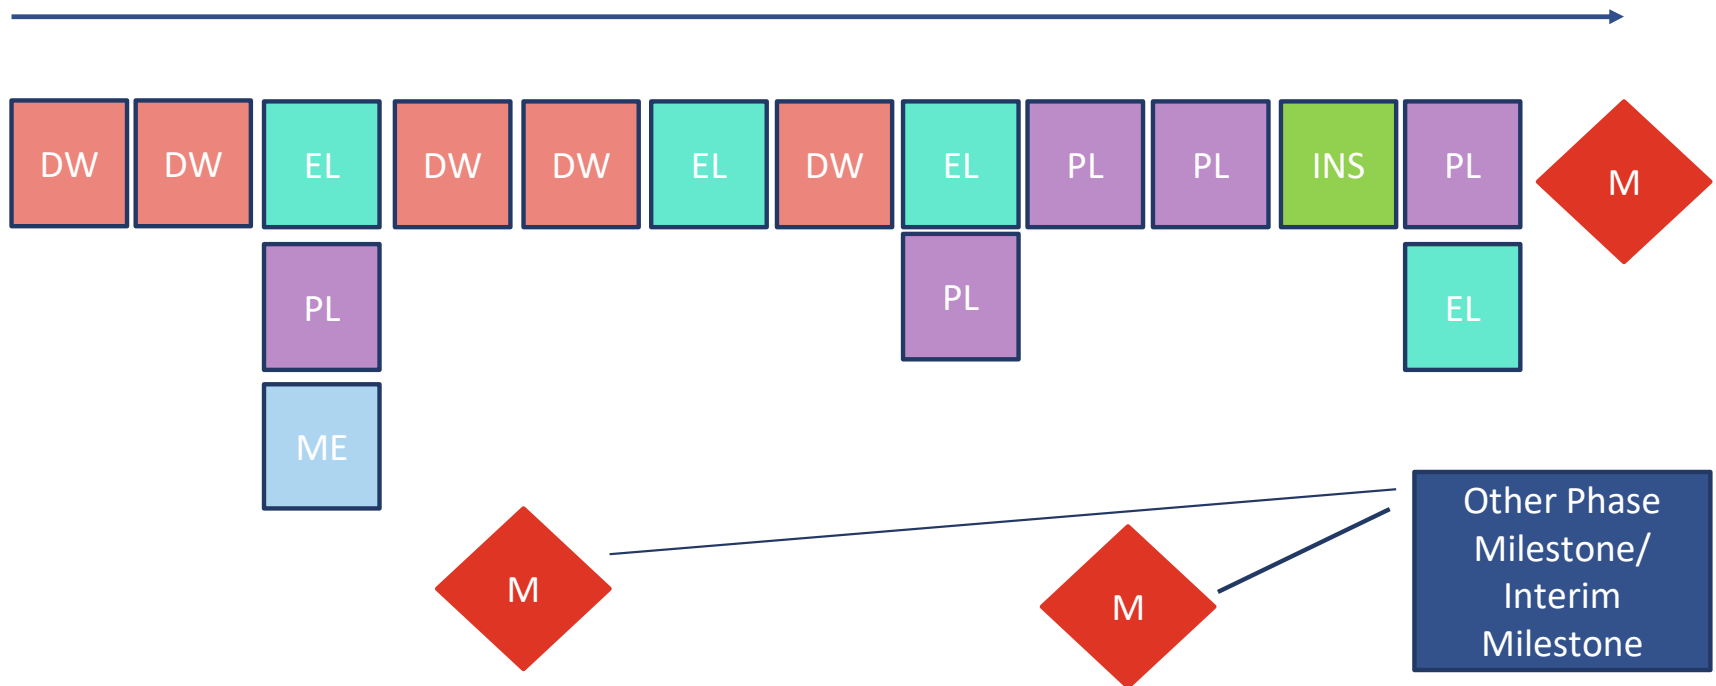 DW
DW
EL
DW
DW
EL
DW
EL
PL
PL
INS
PL
M
PL
PL
EL
ME
M
M
Other Phase
Milestone/
Interim
Milestone